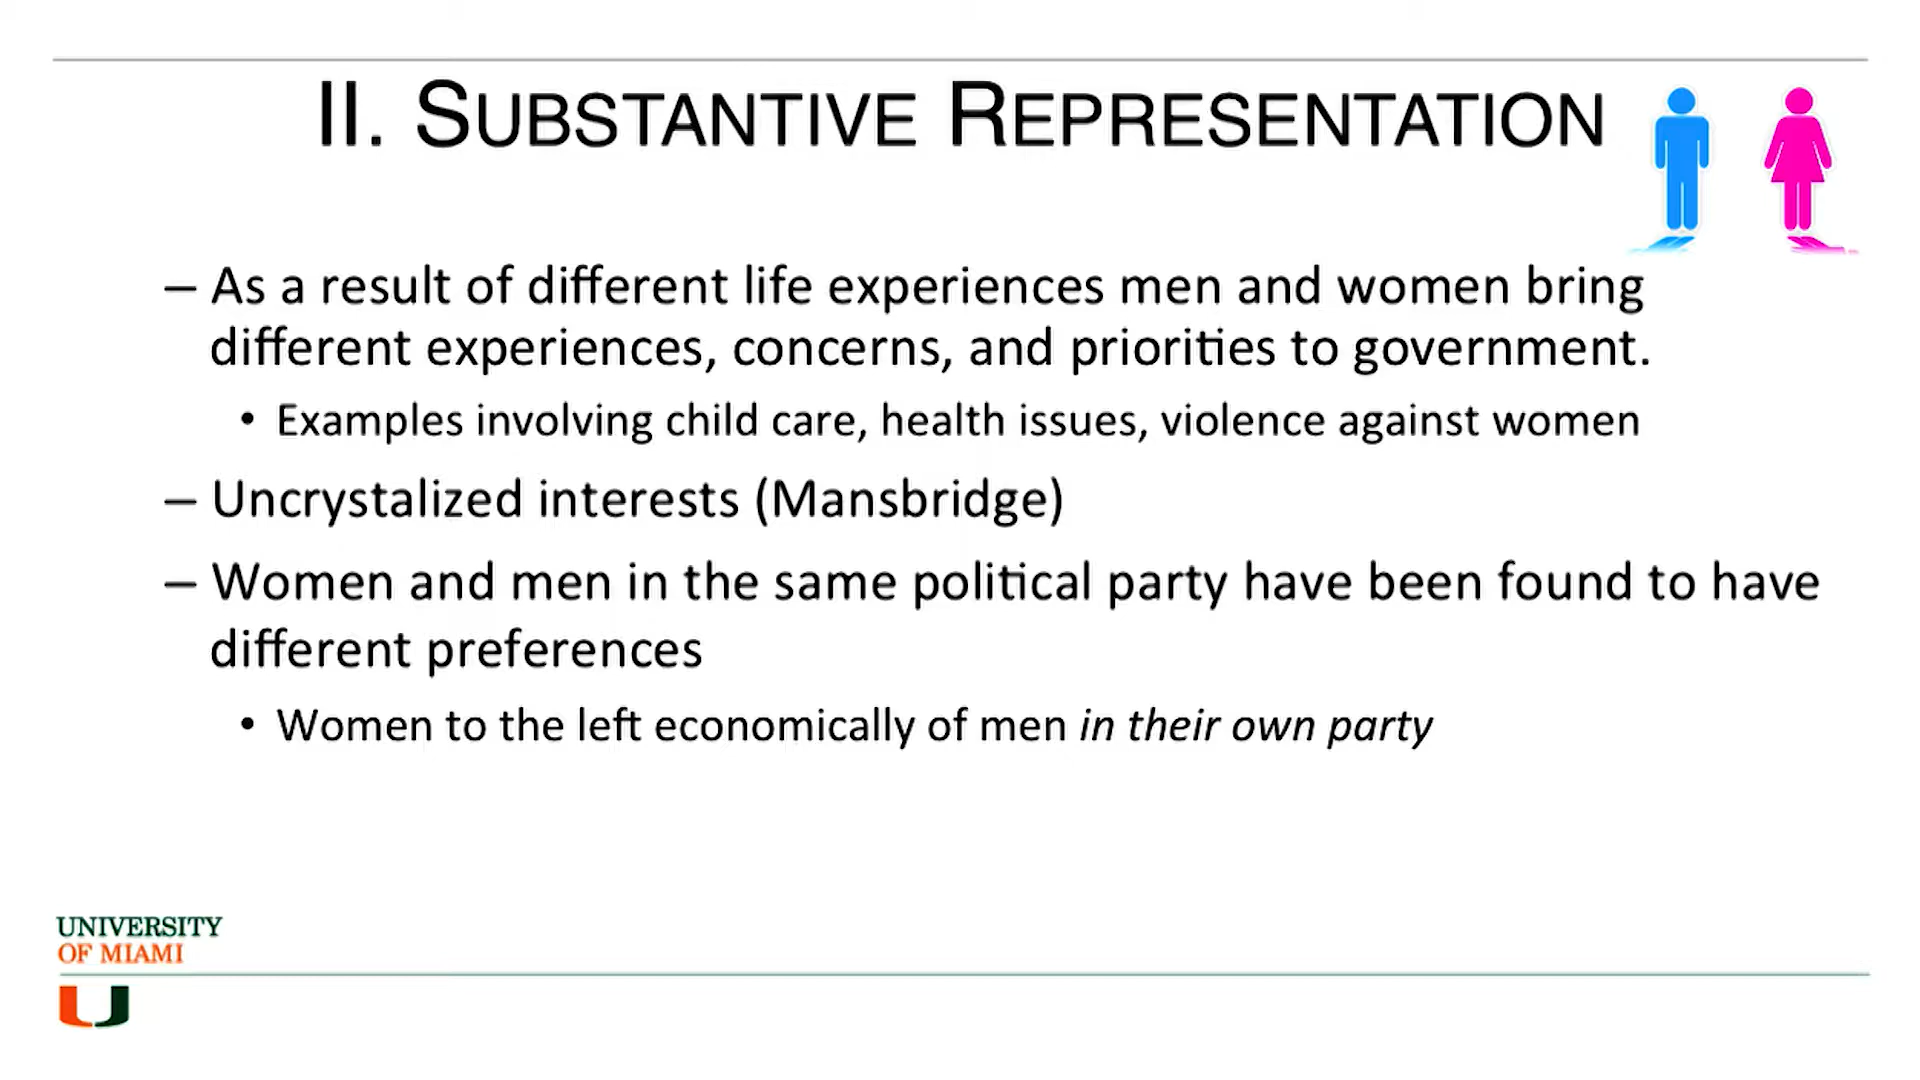 II. SUBSTANTIVE REPRESENTATION
– As a result of different life experiences men and women bring
different experiences, concerns, and priorities to government.
• Examples involving child care, health issues, violence against women
– Uncrystalized interests (Mansbridge)
– Women and men in the same political party have been found to have
different preferences
• Women to the left economically of men in their own party
UNIVERSITY
OF MIAMI
U